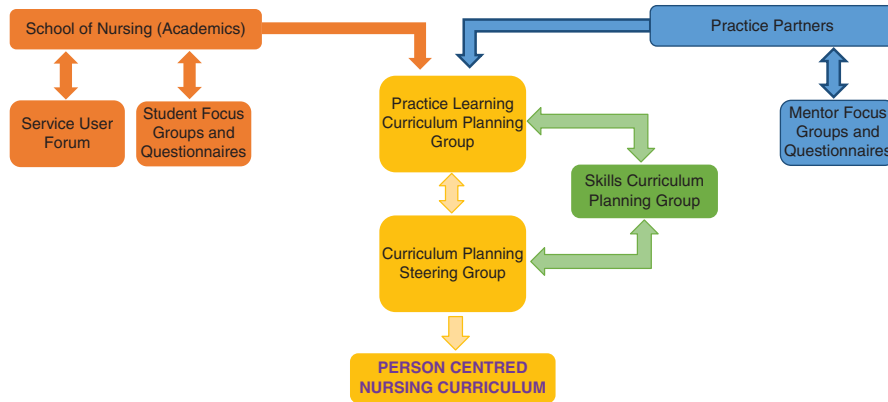 School of Nursing (Academics)
Practice Partners
Service User
Forum
Student Focus
Groups and
Questionnaires
Practice Learning
Curriculum Planning
Group
Mentor Focus
Groups and
Questionnaires
Skills Curriculum
Planning Group
Curriculum Planning
Steering Group
PERSON CENTRED
NURSING CURRICULUM